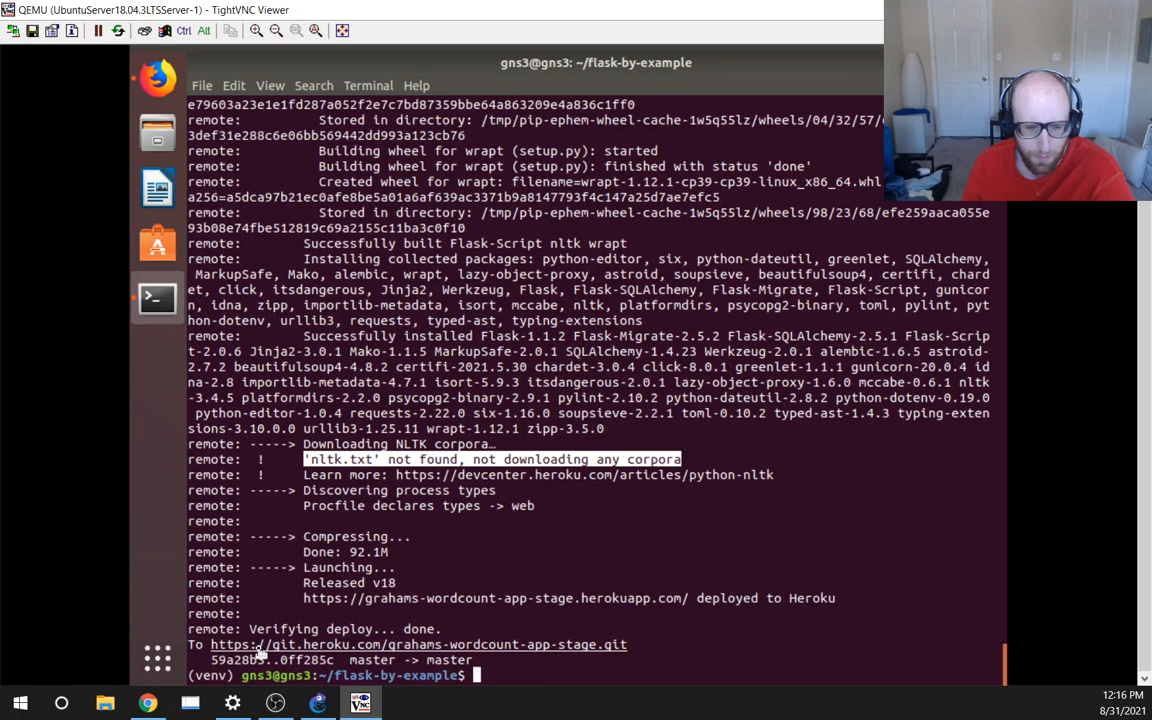 QEMU (UbuntuServer18.04.3LTSServer-1) - TightVNC Viewer
Ctrl Alt
gns3@gns3: ~/flask-by-example
File Edit View Search Terminal Help
e79603a23e1e1fd287a052f2e7c7bd87359bbe64a863209e4a836c1ff0
remote: Stored in directory: /tmp/pip-ephem-wheel-cache-1w5q55lz/wheels/04/32/57/
3def31e288c6e06bb569442dd993a123cb76
remote: Building wheel for wrapt (setup.py): started
remote: Building wheel for wrapt (setup.py): finished with status 'done'
remote: Created wheel for wrapt: filename=wrapt-1.12.1-cp39-cp39-linux_x86_64.whl
a256=a5dca97b21ec0afe8be5a01a6af639ac3371b9a8147793f4c147a25d7ae7efc5
remote: Stored in directory: /tmp/pip-ephem-wheel-cache-1w5q55lz/wheels/98/23/68/efe259aaca055e
93b08e74fbe512819c69a2155c11ba3c0f10
remote: Successfully built Flask-Script nltk wrapt
remote: Installing collected packages: python-editor, six, python-dateutil, greenlet, SQLAlchemy,
MarkupSafe, Mako, alembic, wrapt, lazy-object-proxy, astroid, soupsieve, beautifulsoup4, certifi, chard
et, click, itsdangerous, Jinja2, Werkzeug, Flask, Flask-SQLAlchemy, Flask-Migrate, Flask-Script, gunicor
n, idna, zipp, importlib-metadata, isort, mccabe, nltk, platformdirs, psycopg2-binary, toml, pylint, pyt
hon-dotenv, urllib3, requests, typed-ast, typing-extensions
remote: Successfully installed Flask-1.1.2 Flask-Migrate-2.5.2 Flask-SQLAlchemy-2.5.1 Flask-Scrip
t-2.0.6 Jinja2-3.0.1 Mako-1.1.5 MarkupSafe-2.0.1 SQLAlchemy-1.4.23 Werkzeug-2.0.1 alembic-1.6.5 astroid-
2.7.2 beautifulsoup4-4.8.2 certifi-2021.5.30 chardet-3.0.4 click-8.0.1 greenlet-1.1.1 gunicorn-20.0.4 id
na-2.8 importlib-metadata-4.7.1 isort-5.9.3 itsdangerous-2.0.1 lazy-object-proxy-1.6.0 mccabe-0.6.1 nltk
-3.4.5 platformdirs-2.2.0 psycopg2-binary-2.9.1 pylint-2.10.2 python-dateutil-2.8.2 python-dotenv-0.19.0
python-editor-1.0.4 requests-2.22.0 six-1.16.0 soupsieve-2.2.1 toml-0.10.2 typed-ast-1.4.3 typing-exten
sions-3.10.0.0 urllib3-1.25.11 wrapt-1.12.1 zipp-3.5.0
remote: -----> Downloading NLTK corpora…
remote: ! 'nltk.txt' not found, not downloading any corpora
remote: ! Learn more: https://devcenter.heroku.com/articles/python-nltk
remote: -----> Discovering process types
remote: Procfile declares types -> web
remote:
remote: -----> Compressing...
remote: Done: 92.1M
remote: -----> Launching...
remote: Released v18
remote: https://grahams-wordcount-app-stage.herokuapp.com/ deployed to Heroku
remote:
remote: Verifying deploy... done.
To https://git.heroku.com/grahams-wordcount-app-stage.git
59a28b3..0ff285c master -> master
(venv) gns3@gns3:~/flask-by-example$
12:16 PM
8/31/2021